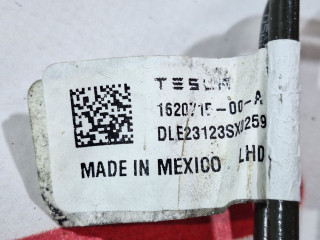 TESLA
1620715-00-A
DLE23123SX0259
MADE IN MEXICO LHD